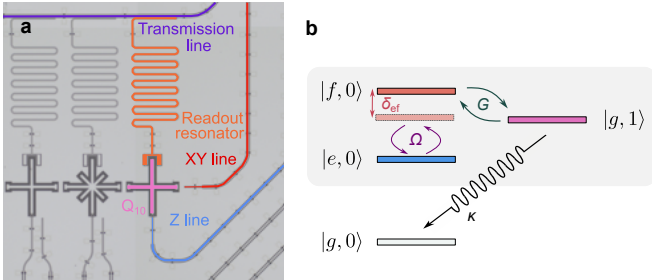 a
Transmission
line
Readout
resonator
XY line
Q10
Z line
b
|f,0⟩
δef
G
|g,1⟩
Ω
|e,0⟩
κ
|g,0⟩